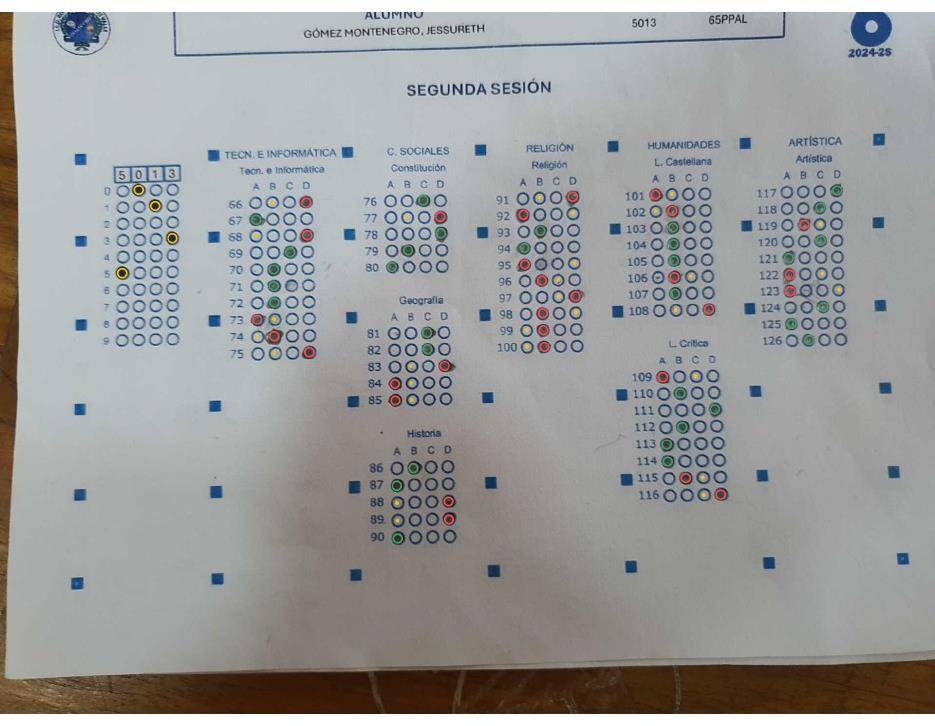 ALUMNO
GÓMEZ MONTENEGRO, JESSURETH
5013
65PPAL
2024-25
SEGUNDA SESIÓN
5 0 1 3
0
1
2
3
4
5
6
7
8
9
TECN. E INFORMÁTICA
Tecn. e Informática
A B C D
66
67
68
69
70
71
72
73
74
75
C. SOCIALES
Constitución
A B C D
76
77
78
79
80
Geografía
A B C D
81
82
83
84
85
Historia
A B C D
86
87
88
89
90
RELIGIÓN
Religión
A B C D
91
92
93
94
95
96
97
98
99
100
HUMANIDADES
L. Castellana
A B C D
101
102
103
104
105
106
107
108
L. Crítica
A B C D
109
110
111
112
113
114
115
116
ARTÍSTICA
Artística
A B C D
117
118
119
120
121
122
123
124
125
126